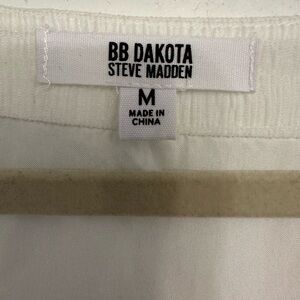 BB DAKOTA
STEVE MADDEN
M
MADE IN
CHINA